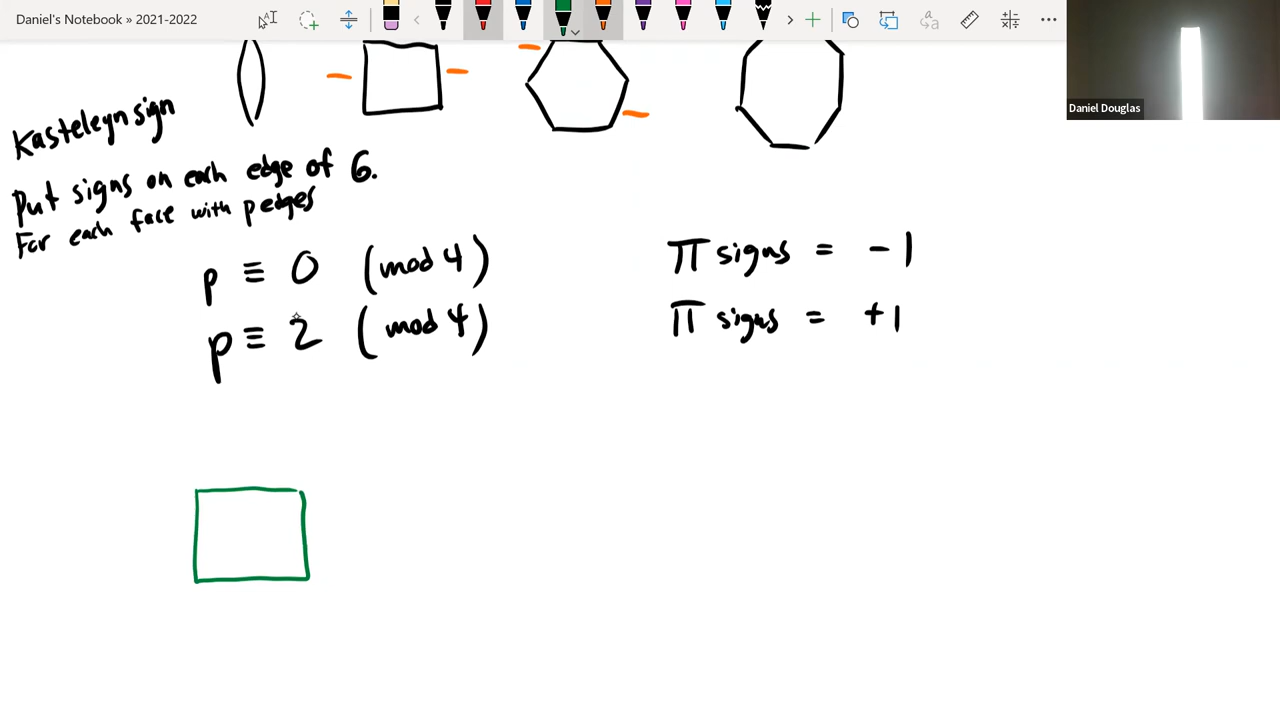 Daniel's Notebook » 2021-2022
Daniel Douglas
Kasteleyn sign
Put signs on each edge of G.
For each face with p edges
p ≡ 0 (mod 4) Π signs = -1
p ≡ 2 (mod 4) Π signs = +1